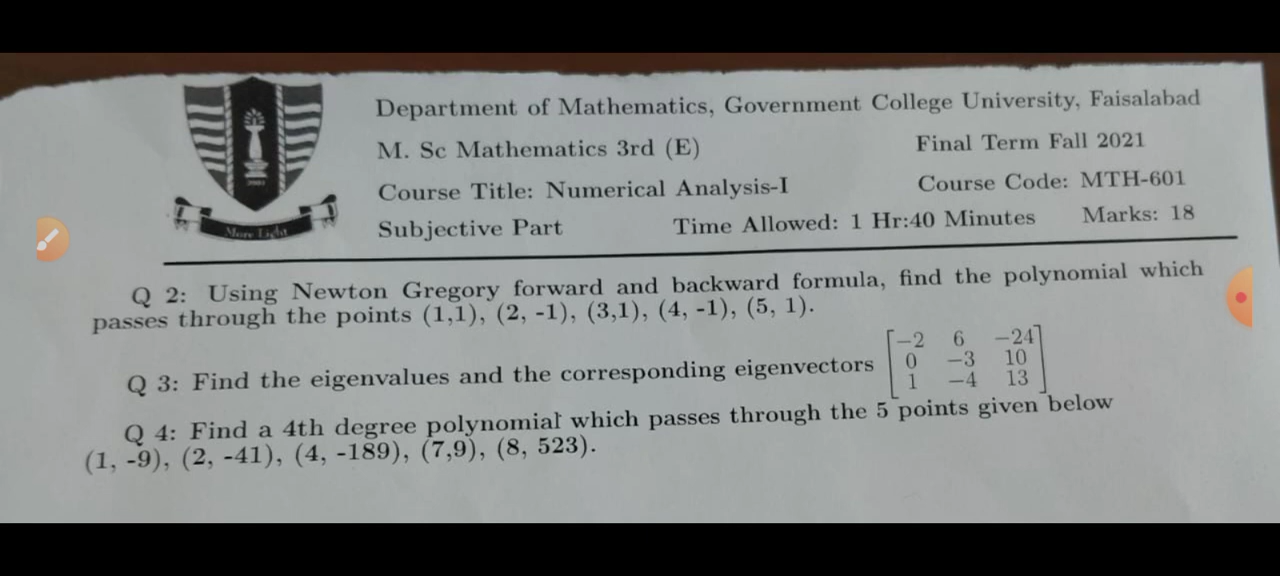 Department of Mathematics, Government College University, Faisalabad
M. Sc Mathematics 3rd (E) Final Term Fall 2021
Course Title: Numerical Analysis-I Course Code: MTH-601
Subjective Part Time Allowed: 1 Hr:40 Minutes Marks: 18
More Light
Q 2: Using Newton Gregory forward and backward formula, find the polynomial which
passes through the points (1,1), (2, -1), (3,1), (4, -1), (5, 1).
Q 3: Find the eigenvalues and the corresponding eigenvectors
−2 6 −24
0 −3 10
1 −4 13
Q 4: Find a 4th degree polynomial which passes through the 5 points given below
(1, -9), (2, -41), (4, -189), (7,9), (8, 523).